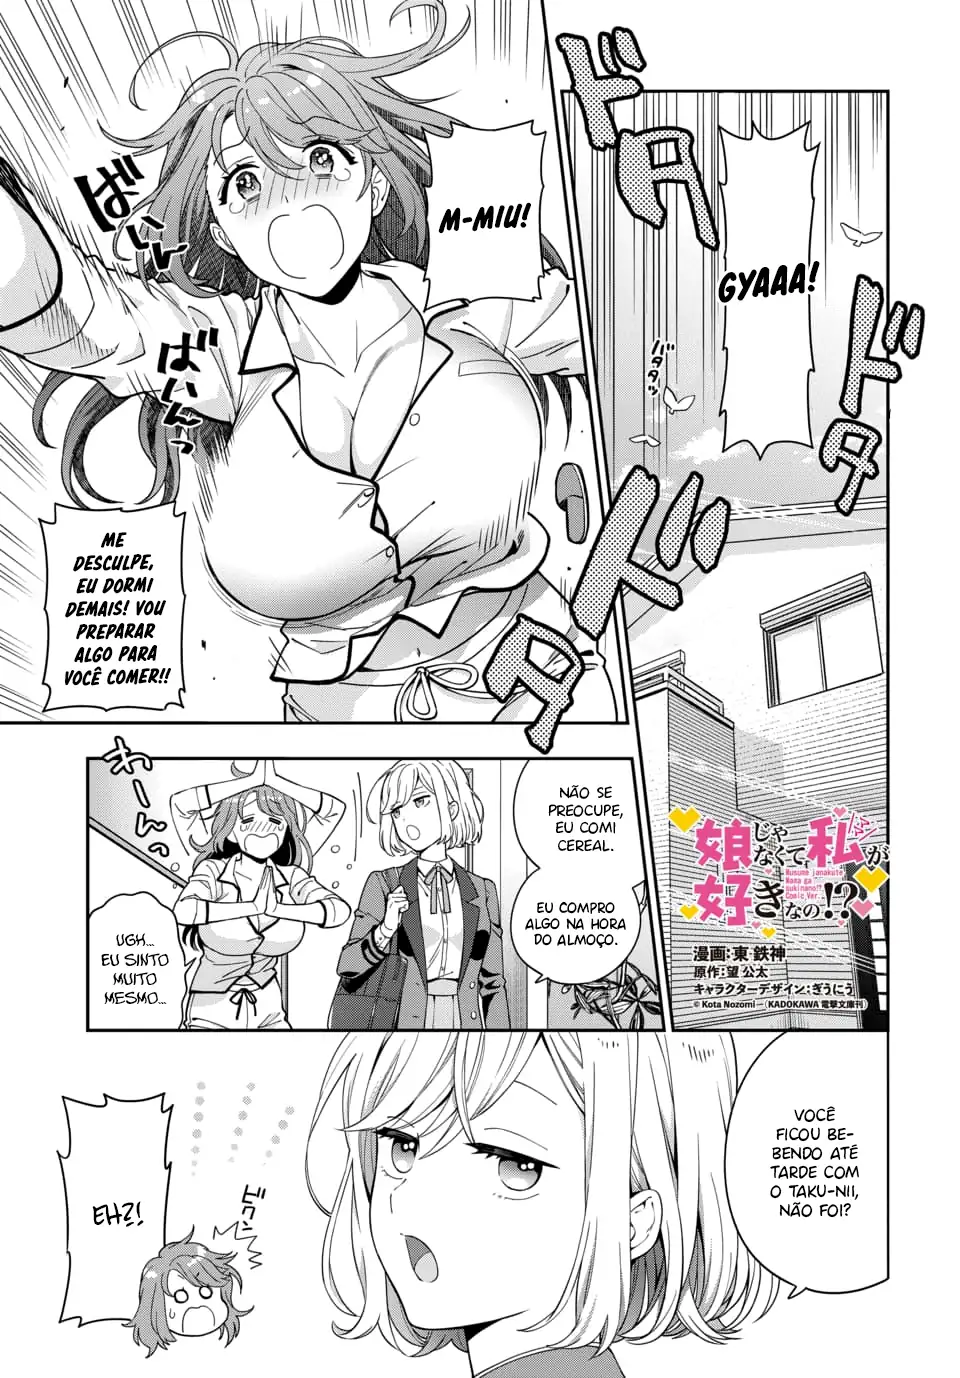 ドタ
ドタ
ドタ
バタタッ
GYAAA!
M-MIU!
ばいんっ
ばいんっ
ME
DESCULPE,
EU DORMI
DEMAIS! VOU
PREPARAR
ALGO PARA
VOCÊ COMER!!
娘じゃなくて、私が
好きなの!?
Musume janakute
Mama ga
sukinano!?
Comic Ver.
漫画:東 鉄神
原作:望 公太
キャラクターデザイン:ぎうにう
© Kota Nozomi—(KADOKAWA 電撃文庫刊)
NÃO SE
PREOCUPE,
EU COMI
CEREAL.
EU COMPRO
ALGO NA HORA
DO ALMOÇO.
わーんっ
UGH...
EU SINTO
MUITO
MESMO...
VOCÊ
FICOU BE-
BENDO ATÉ
TARDE COM
O TAKU-NII,
NÃO FOI?
ビクン
EH?!